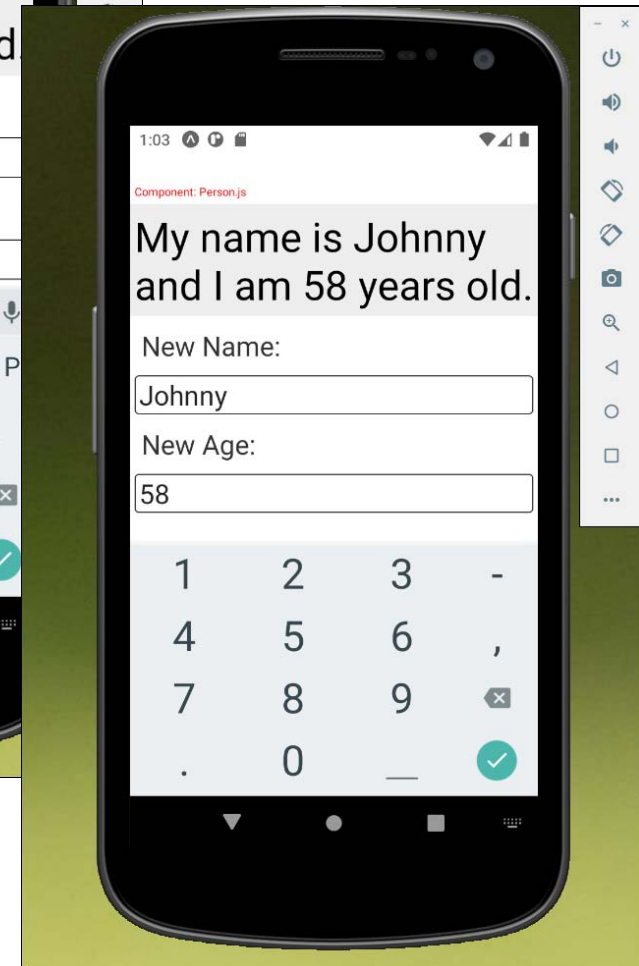 d.
P
1:03
Component: Person.js
My name is Johnny
and I am 58 years old.
New Name:
Johnny
New Age:
58
1 2 3 -
4 5 6 ,
7 8 9
. 0 _